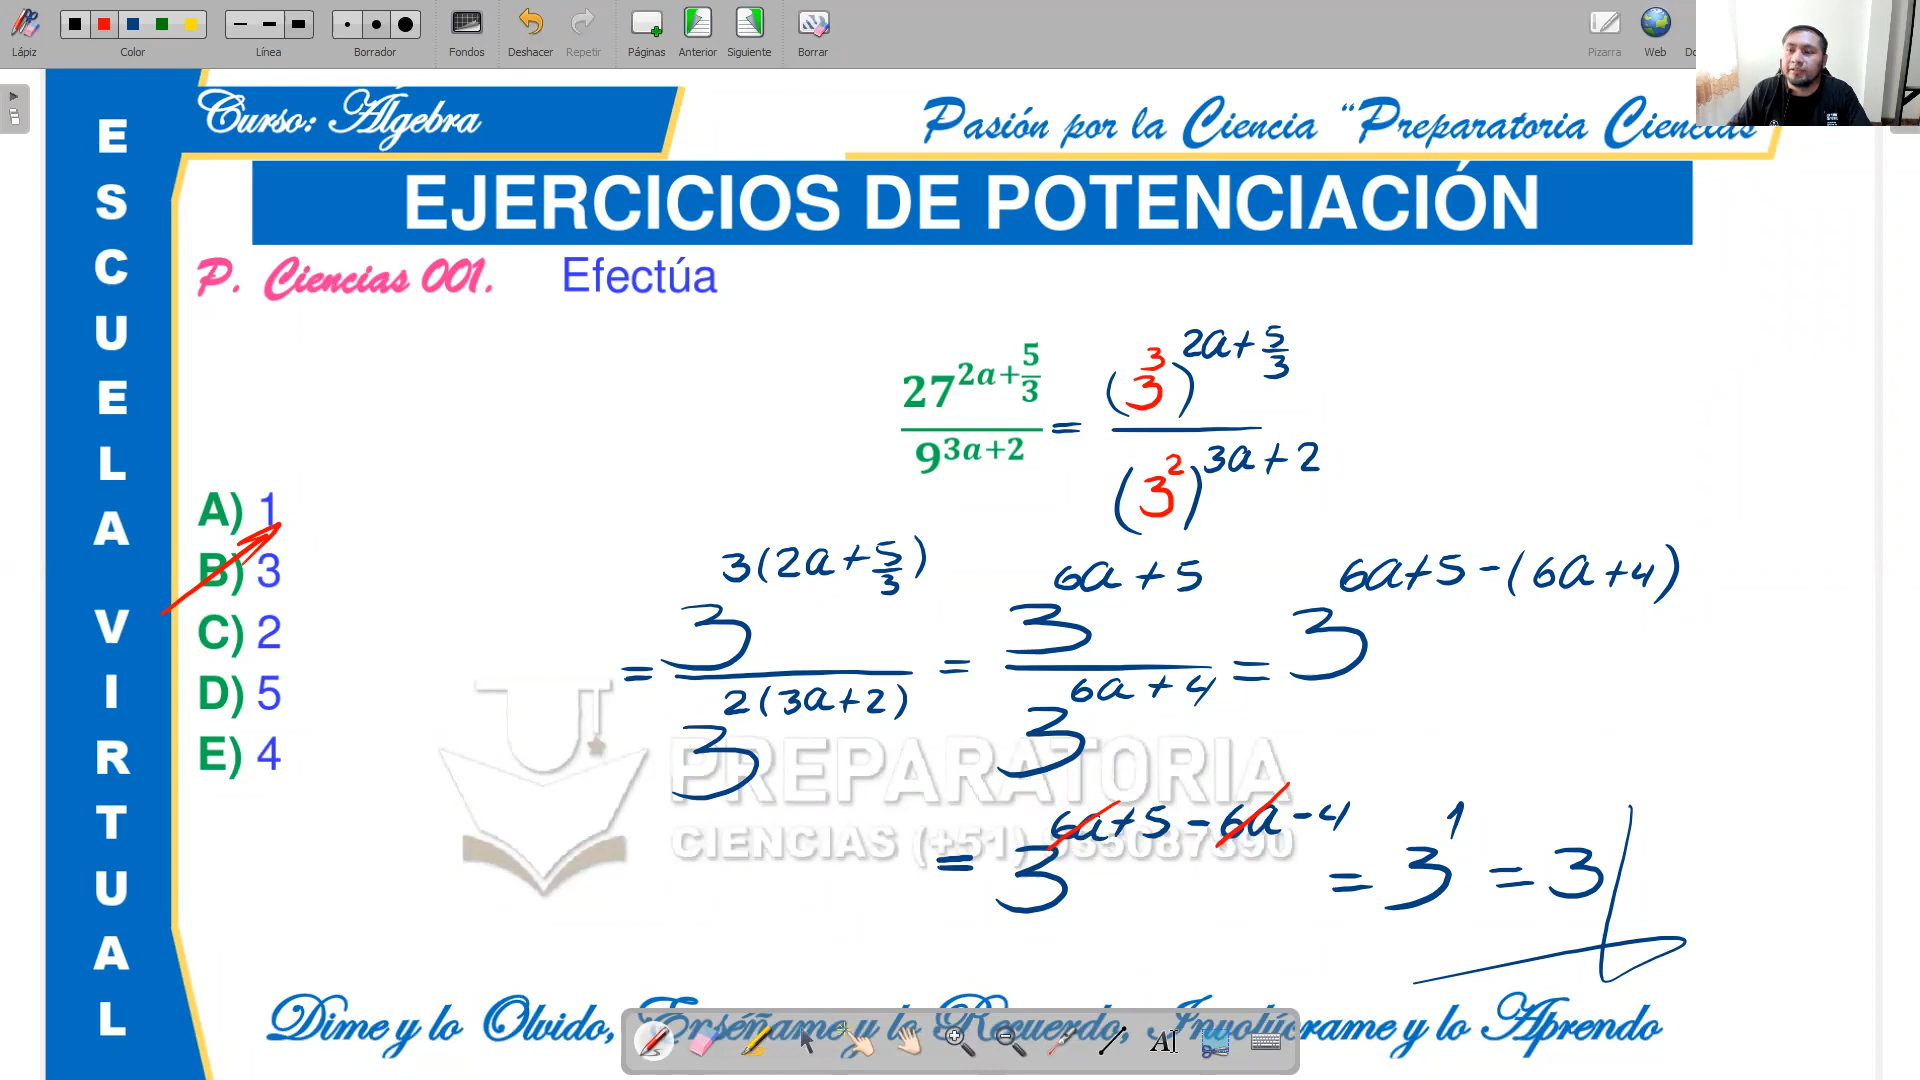 Lápiz Color Línea Borrador Fondos Deshacer Repetir Páginas Anterior Siguiente Borrar Pizarra Web
Curso: Álgebra
Pasión por la Ciencia “Preparatoria Ciencias
ESCUELA VIRTUAL
EJERCICIOS DE POTENCIACIÓN
P. Ciencias 001. Efectúa
27^{2a+5/3} / 9^{3a+2} = (3^3)^{2a+5/3} / (3^2)^{3a+2}
A) 1
B) 3
C) 2
D) 5
E) 4
= 3^{3(2a+5/3)} / 3^{2(3a+2)} = 3^{6a+5} / 3^{6a+4} = 3^{6a+5-(6a+4)}
PREPARATORIA
CIENCIAS (+51)
= 3^{6a+5-6a-4} = 3^1 = 3
Dime y lo Olvido, Enséñame y lo Recuerdo, Involúcrame y lo Aprendo